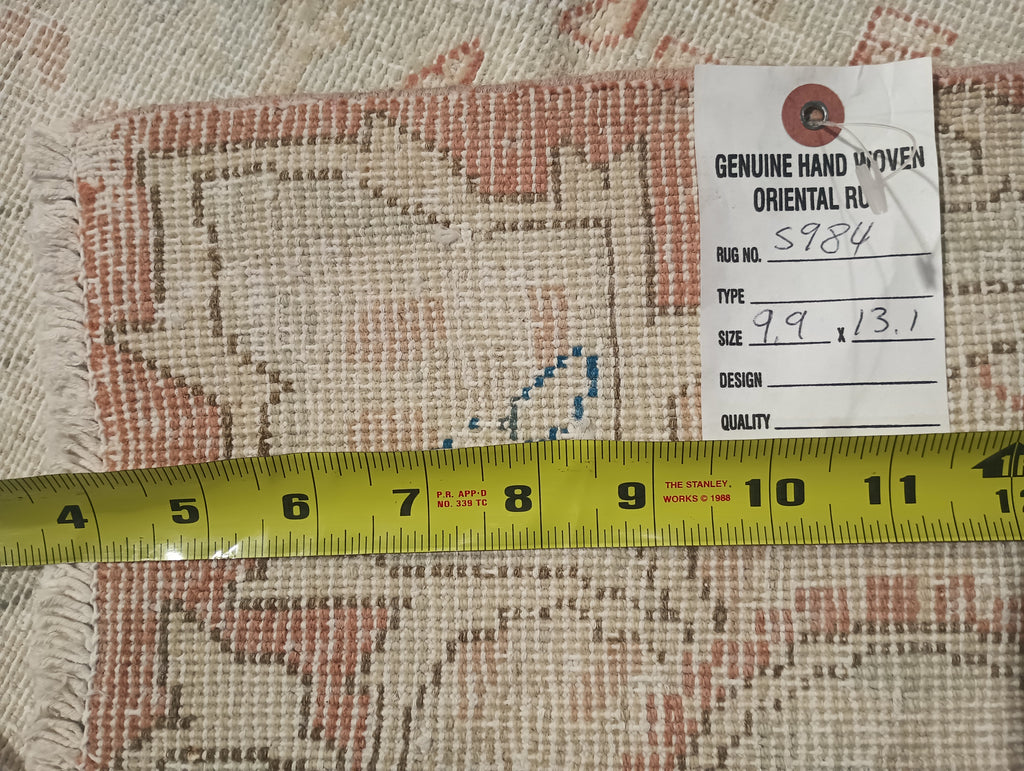 GENUINE HAND WOVEN
ORIENTAL RU
RUG NO. S984
TYPE
SIZE 9.9 x 13.1
DESIGN
QUALITY
4 5 6 7 8 9 10 11
P.R. APP'D
NO. 339 TC
THE STANLEY
WORKS © 1988